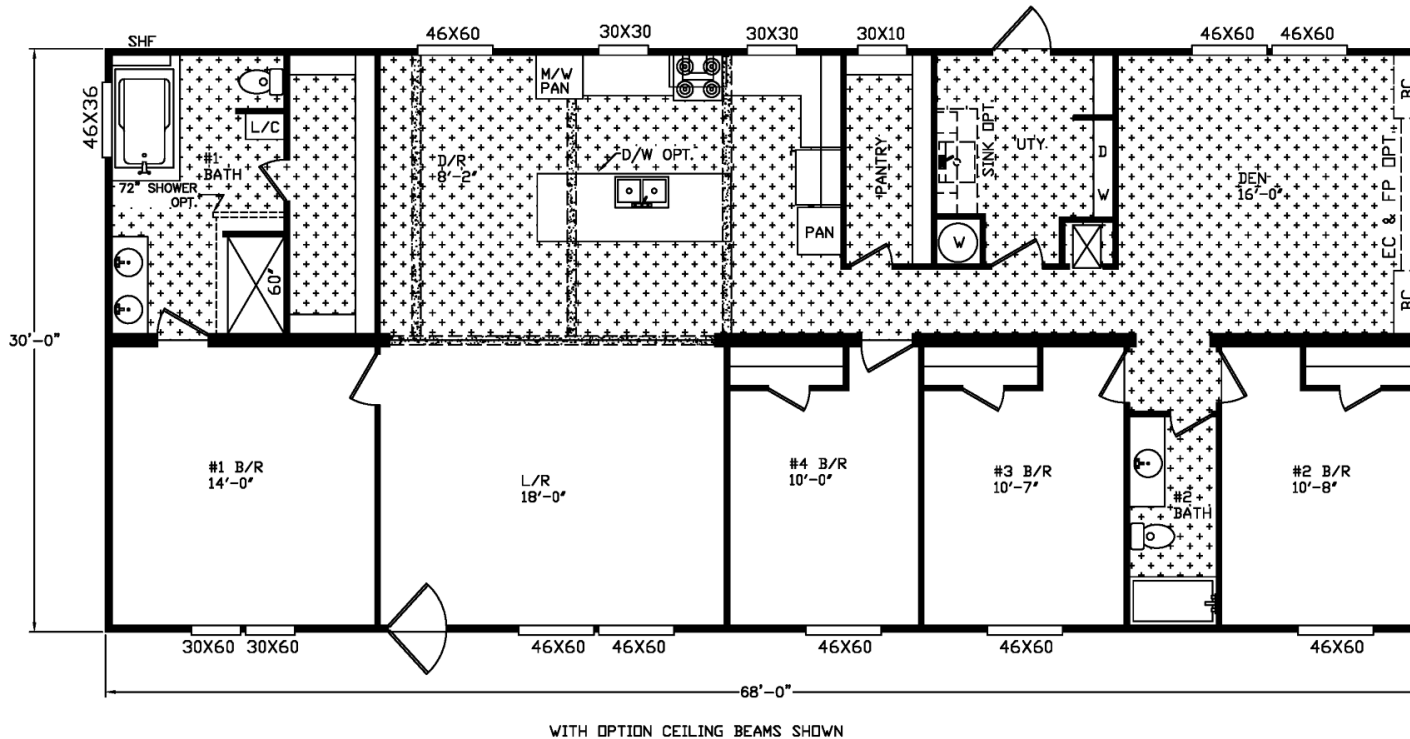 46X60
30X30
30X30
30X10
46X60
46X60
SHF
46X36
L/C
#1
BATH
72" SHOWER
OPT.
60"
M/W
PAN
D/R
8'-2"
D/W OPT.
PAN
PANTRY
SINK OPT
UTY
D
W
W
DEN
16'-0"
BC
EC & FP OPT
BC
30'-0"
#1 B/R
14'-0"
L/R
18'-0"
#4 B/R
10'-0"
#3 B/R
10'-7"
#2
BATH
#2 B/R
10'-8"
30X60
30X60
46X60
46X60
46X60
46X60
46X60
68'-0"
WITH OPTION CEILING BEAMS SHOWN